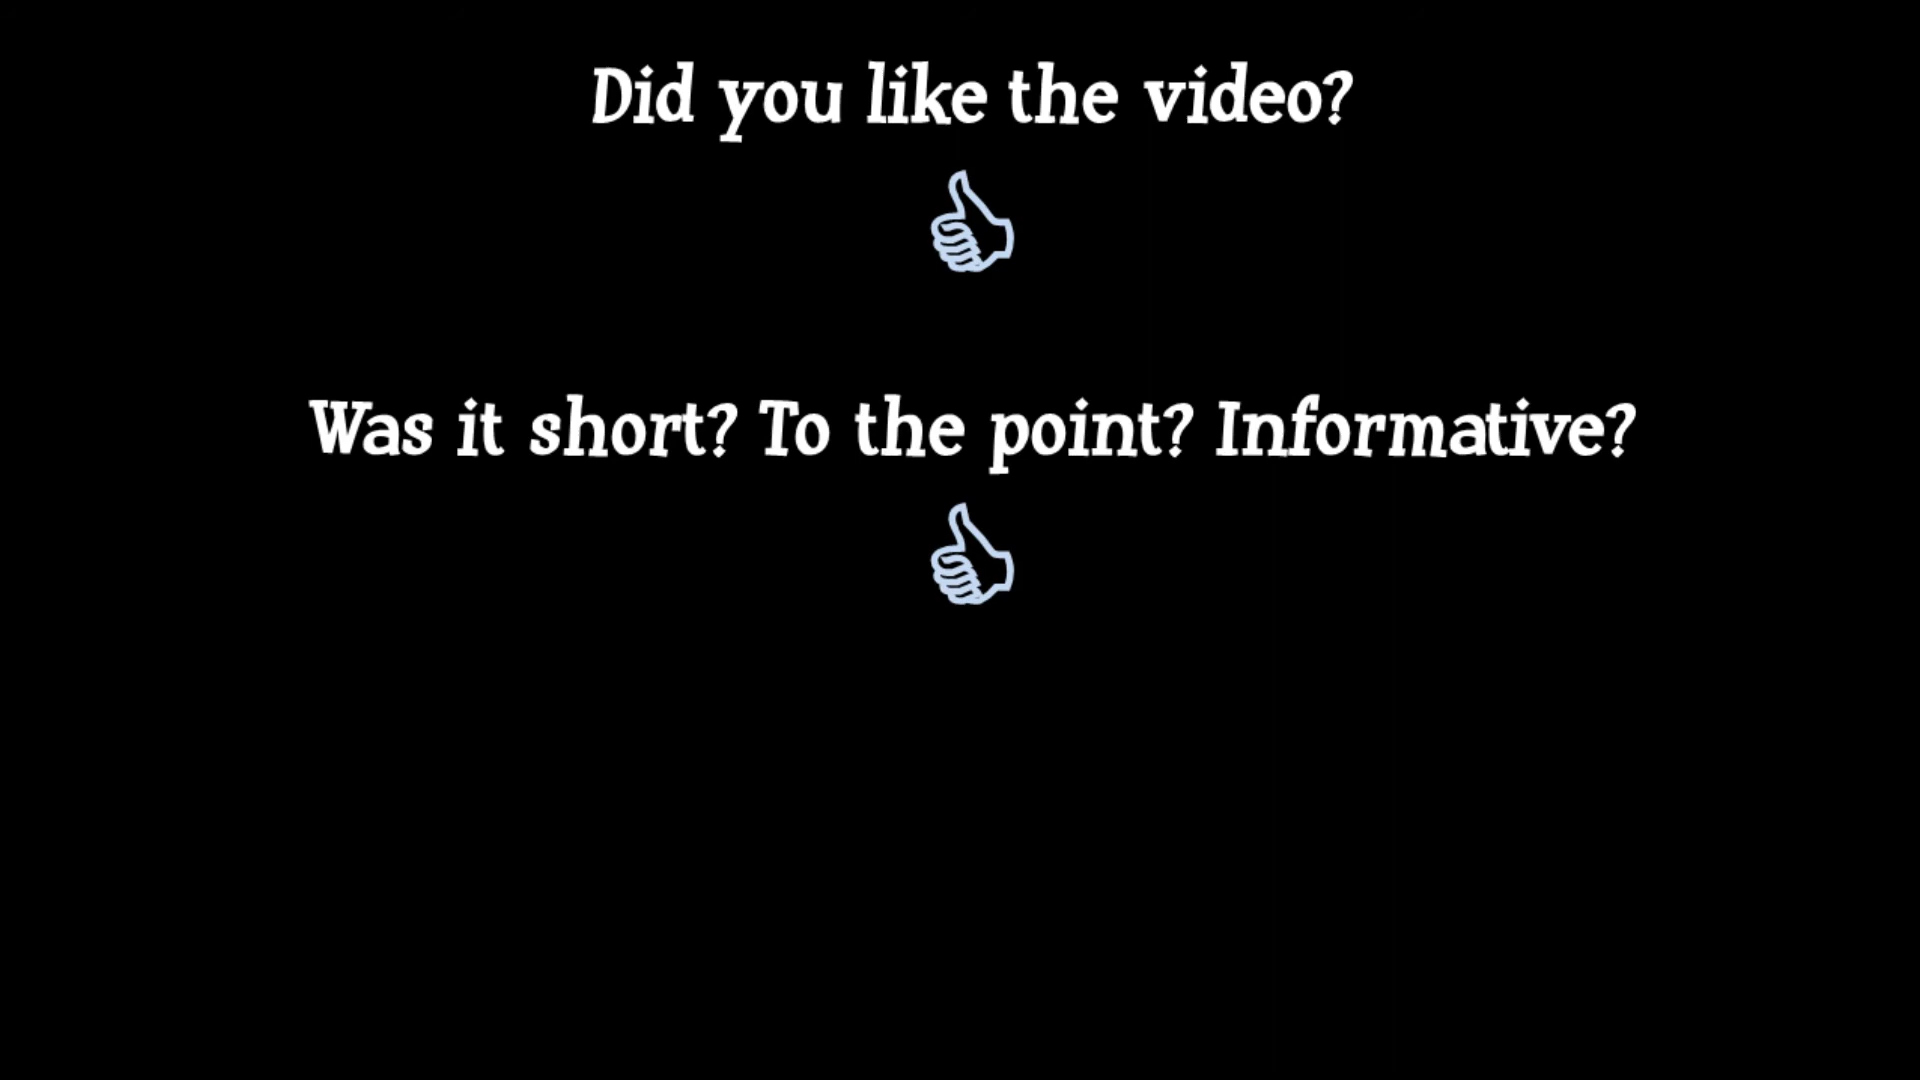 Did you like the video?
Was it short? To the point? Informative?